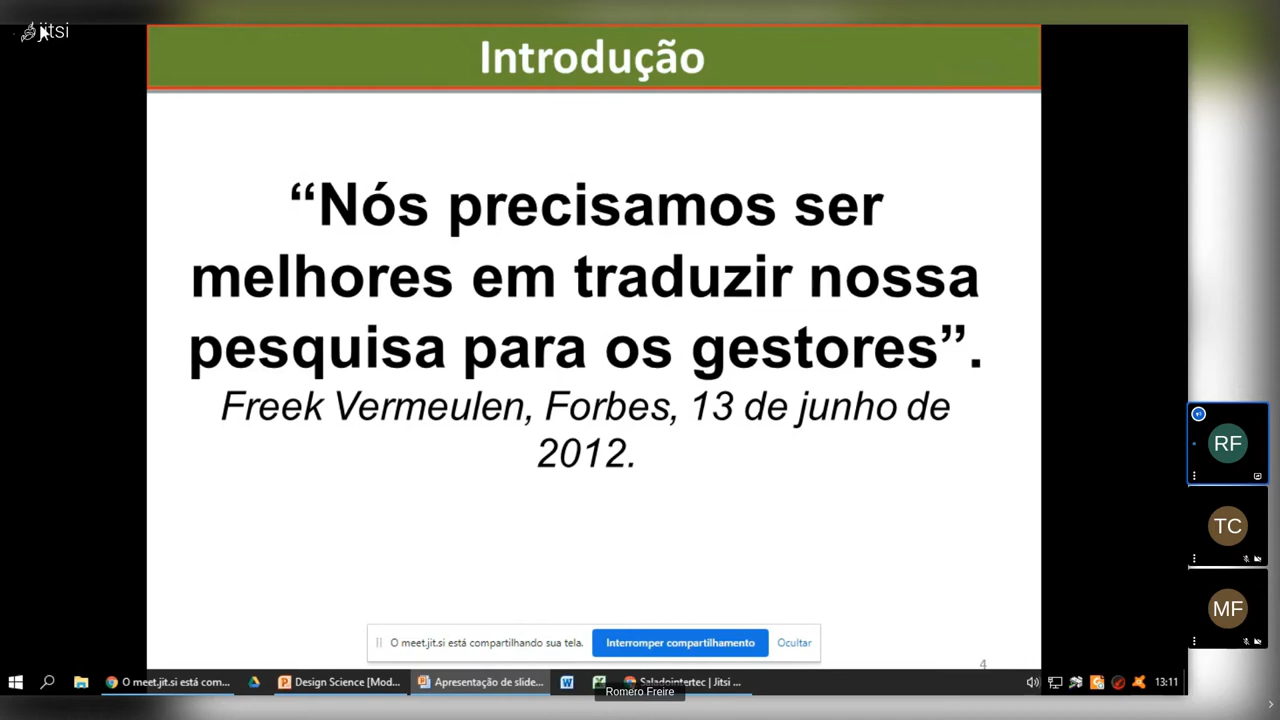 jitsi
Introdução
“Nós precisamos ser
melhores em traduzir nossa
pesquisa para os gestores”.
Freek Vermeulen, Forbes, 13 de junho de
2012.
RF
TC
MF
O meet.jit.si está compartilhando sua tela.
Interromper compartilhamento
Ocultar
4
O meet.jit.si está com...
Design Science [Mod...
Apresentação de slide...
Salapointertec | Jitsi ...
13:11
Romero Freire